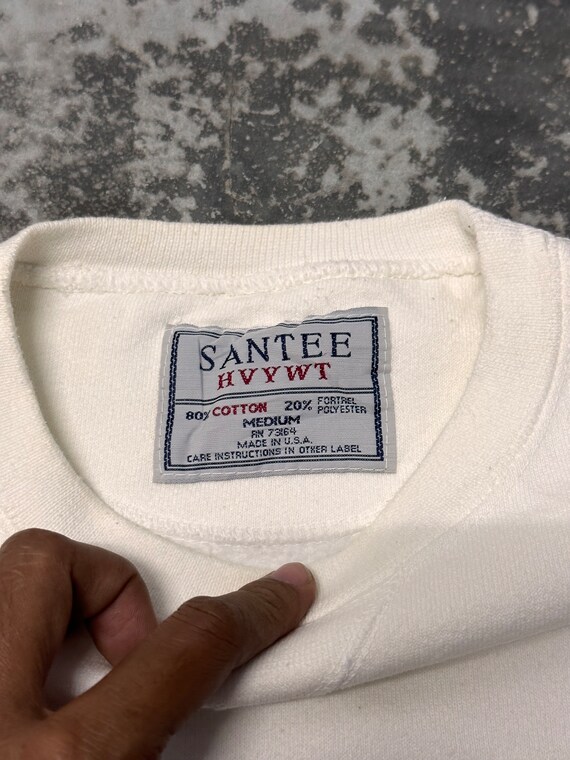 SANTEE
HVYWT
80% COTTON 20% FORTREL POLYESTER
MEDIUM
RN 73164
MADE IN U.S.A.
CARE INSTRUCTIONS IN OTHER LABEL